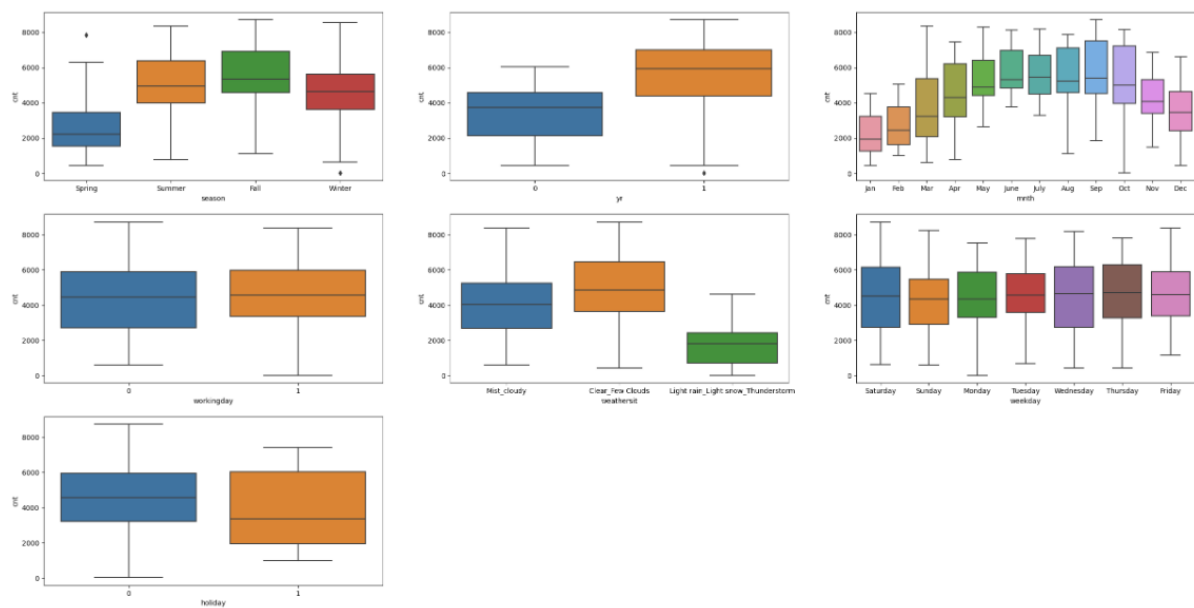 8000
6000
4000
2000
0
cnt
Spring Summer Fall Winter
season
8000
6000
4000
2000
0
cnt
0 1
yr
8000
6000
4000
2000
0
cnt
Jan Feb Mar Apr May June July Aug Sep Oct Nov Dec
mnth
8000
6000
4000
2000
0
cnt
0 1
workingday
8000
6000
4000
2000
0
cnt
Mist_cloudy Clear_Few Clouds Light rain_Light snow_Thunderstorm
weathersit
8000
6000
4000
2000
0
cnt
Saturday Sunday Monday Tuesday Wednesday Thursday Friday
weekday
8000
6000
4000
2000
0
cnt
0 1
holiday